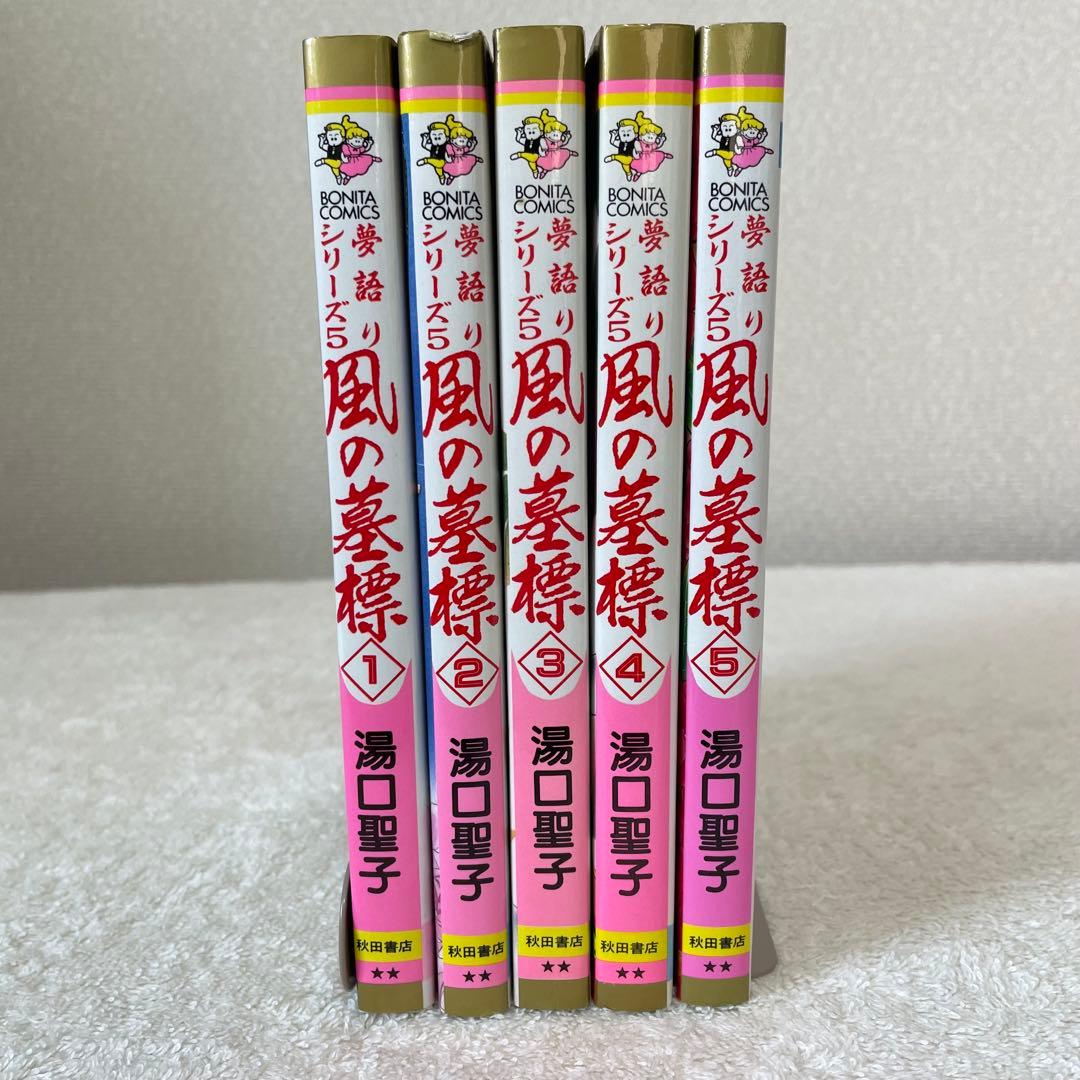 BONITA
COMICS
夢語り
シリーズ5
風の墓標
1
湯口聖子
秋田書店
★★
BONITA
COMICS
夢語り
シリーズ5
風の墓標
2
湯口聖子
秋田書店
★★
BONITA
COMICS
夢語り
シリーズ5
風の墓標
3
湯口聖子
秋田書店
★★
BONITA
COMICS
夢語り
シリーズ5
風の墓標
4
湯口聖子
秋田書店
★★
BONITA
COMICS
夢語り
シリーズ5
風の墓標
5
湯口聖子
秋田書店
★★